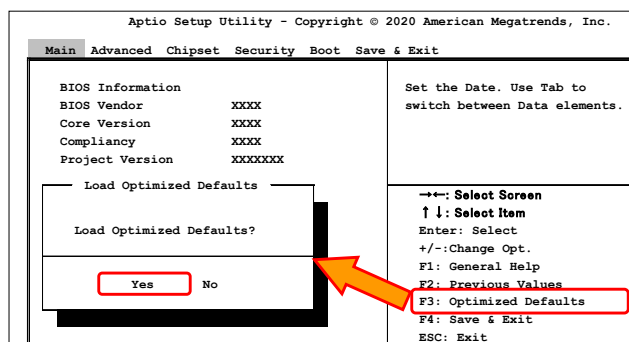 Aptio Setup Utility - Copyright © 2020 American Megatrends, Inc.
Main Advanced Chipset Security Boot Save & Exit
BIOS Information
BIOS Vendor XXXX
Core Version XXXX
Compliancy XXXX
Project Version XXXXXXX
Load Optimized Defaults
Load Optimized Defaults?
Yes No
Set the Date. Use Tab to
switch between Data elements.
→←: Select Screen
↑↓: Select Item
Enter: Select
+/-:Change Opt.
F1: General Help
F2: Previous Values
F3: Optimized Defaults
F4: Save & Exit
ESC: Exit